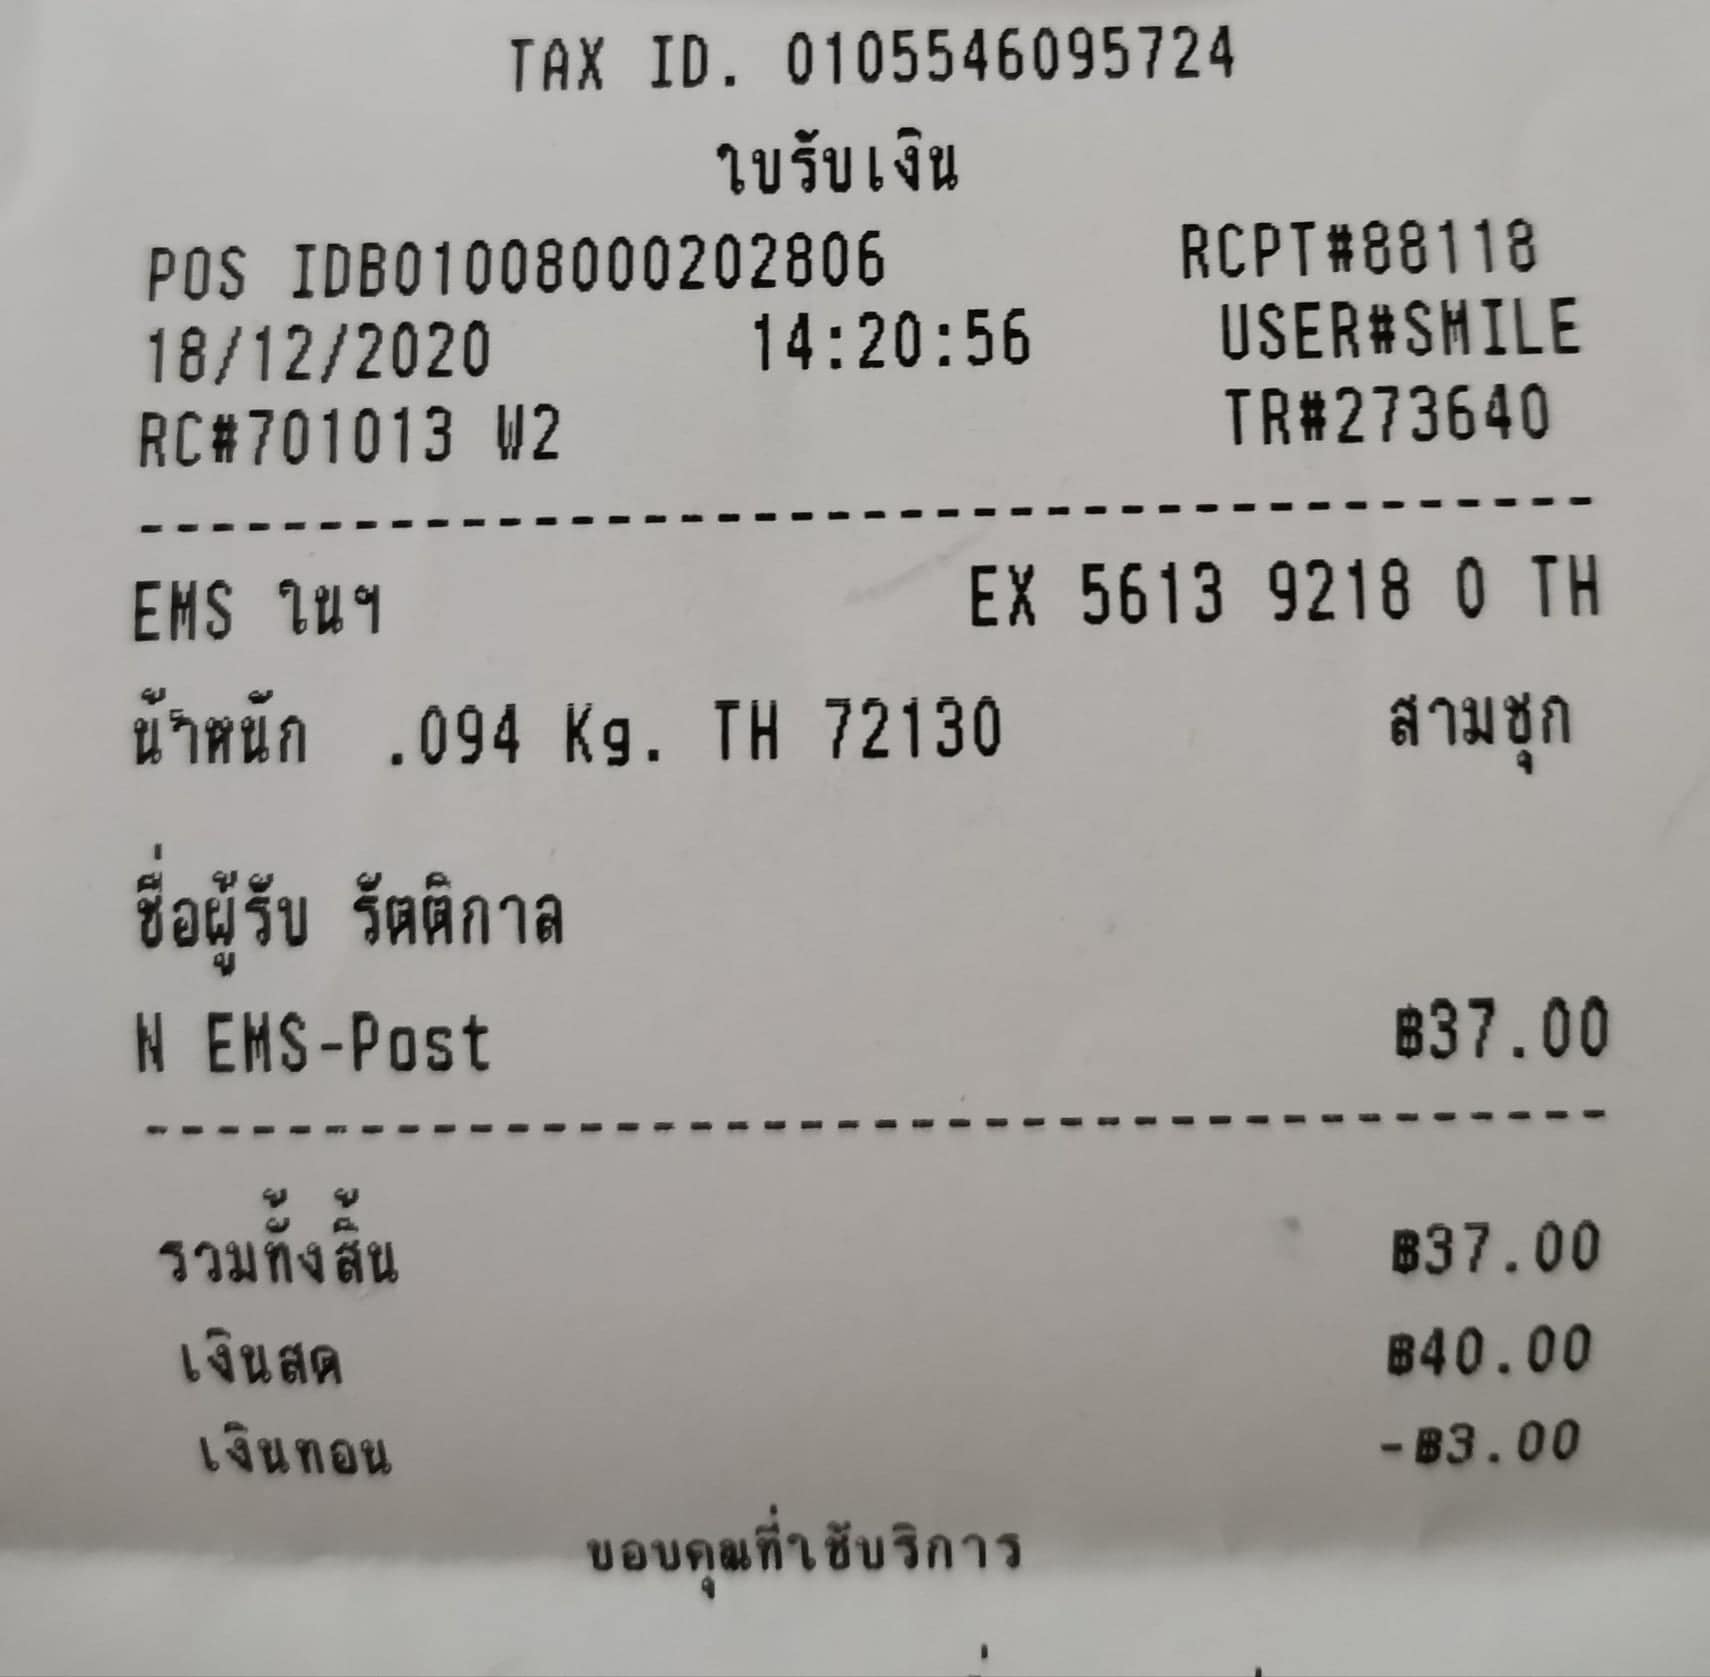 TAX ID. 0105546095724
ใบรับเงิน
POS IDB01008000202806 RCPT#88118
18/12/2020 14:20:56 USER#SMILE
RC#701013 W2 TR#273640
EMS ในฯ EX 5613 9218 0 TH
น้ำหนัก .094 Kg. TH 72130 สามชุก
ชื่อผู้รับ รัตติกาล
N EMS-Post ฿37.00
รวมทั้งสิ้น ฿37.00
เงินสด ฿40.00
เงินทอน -฿3.00
ขอบคุณที่ใช้บริการ